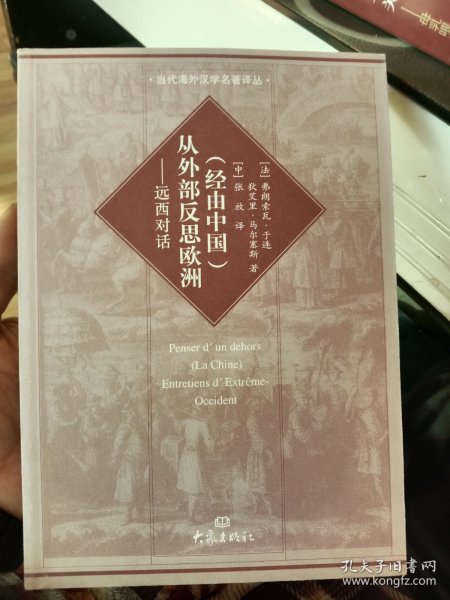 ·当代海外汉学名著译丛·
（经由中国）
从外部反思欧洲
——远西对话
[法] 弗朗索瓦·于连
狄艾里·马尔塞斯 著
[中] 张放 译
Penser d'un dehors
(La Chine)
Entretiens d'Extrême-
Occident
大象出版社
孔夫子旧书网
www.kongfz.com